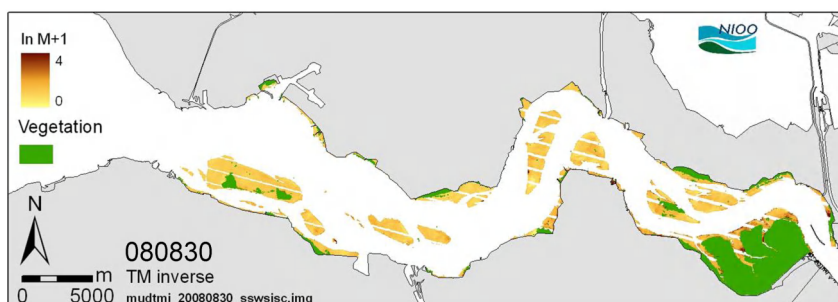 ln M+1
4
0
Vegetation
NIOO
N
m
0 5000
080830
TM inverse
mudtmi_20080830_sswsisc.img